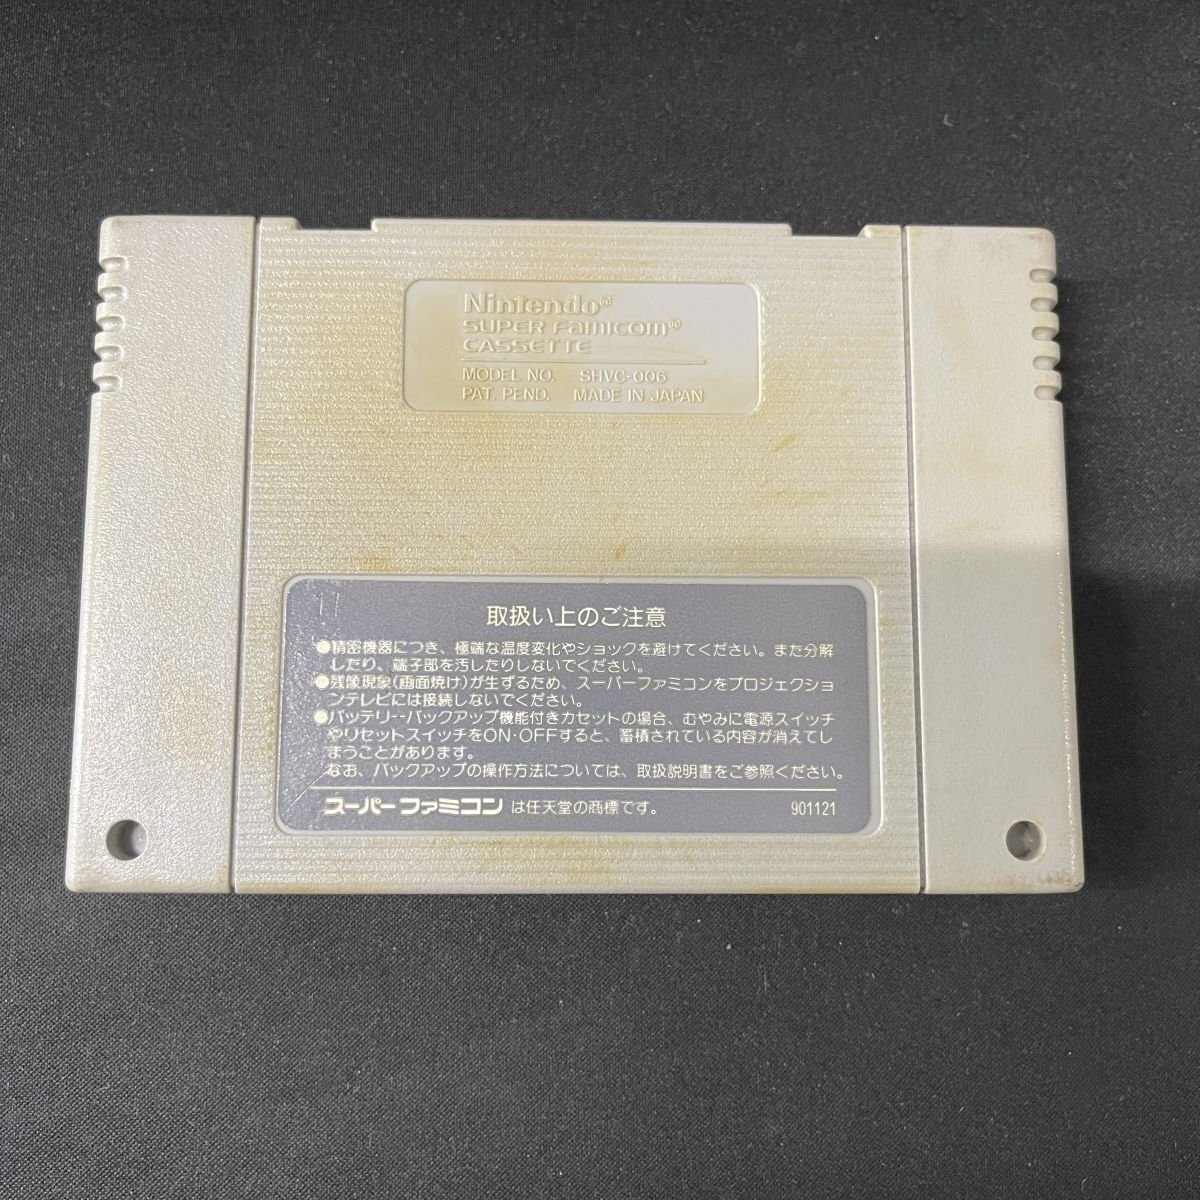 Nintendo®
SUPER FAMICOM®
CASSETTE
MODEL NO. SHVC-006
PAT. PEND. MADE IN JAPAN
取扱い上のご注意
●精密機器につき、極端な温度変化やショックを避けてください。また分解
したり、端子部を汚したりしないでください。
●残像現象(画面焼け)が生ずるため、スーパーファミコンをプロジェクショ
ンテレビには接続しないでください。
●バッテリーバックアップ機能付きカセットの場合、むやみに電源スイッチ
やリセットスイッチをON・OFFすると、蓄積されている内容が消えてし
まうことがあります。
なお、バックアップの操作方法については、取扱説明書をご参照ください。
スーパーファミコン は任天堂の商標です。 901121